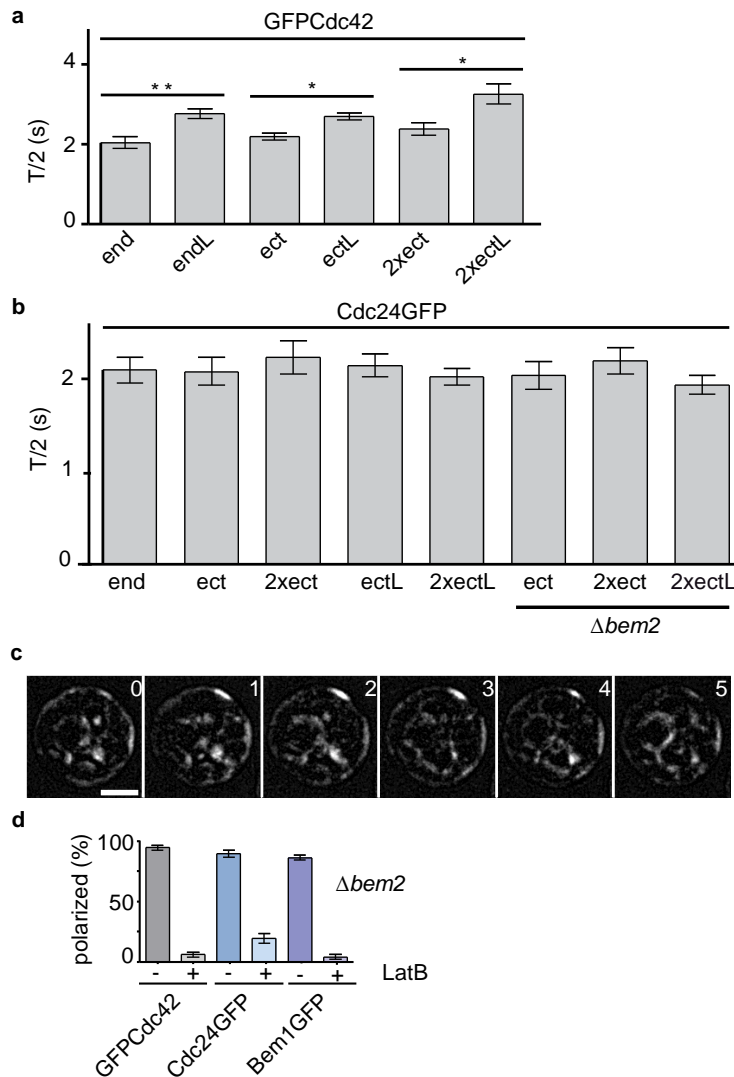 a
GFPCdc42
4
2
0
T/2 (s)
* *
*
*
end
endL
ect
ectL
2xect
2xectL
b
Cdc24GFP
2
1
0
T/2 (s)
end ect 2xect ectL 2xectL ect 2xect 2xectL
Δbem2
c
0 1 2 3 4 5
d
100
50
0
polarized (%)
Δbem2
- + - + - + LatB
GFPCdc42
Cdc24GFP
Bem1GFP